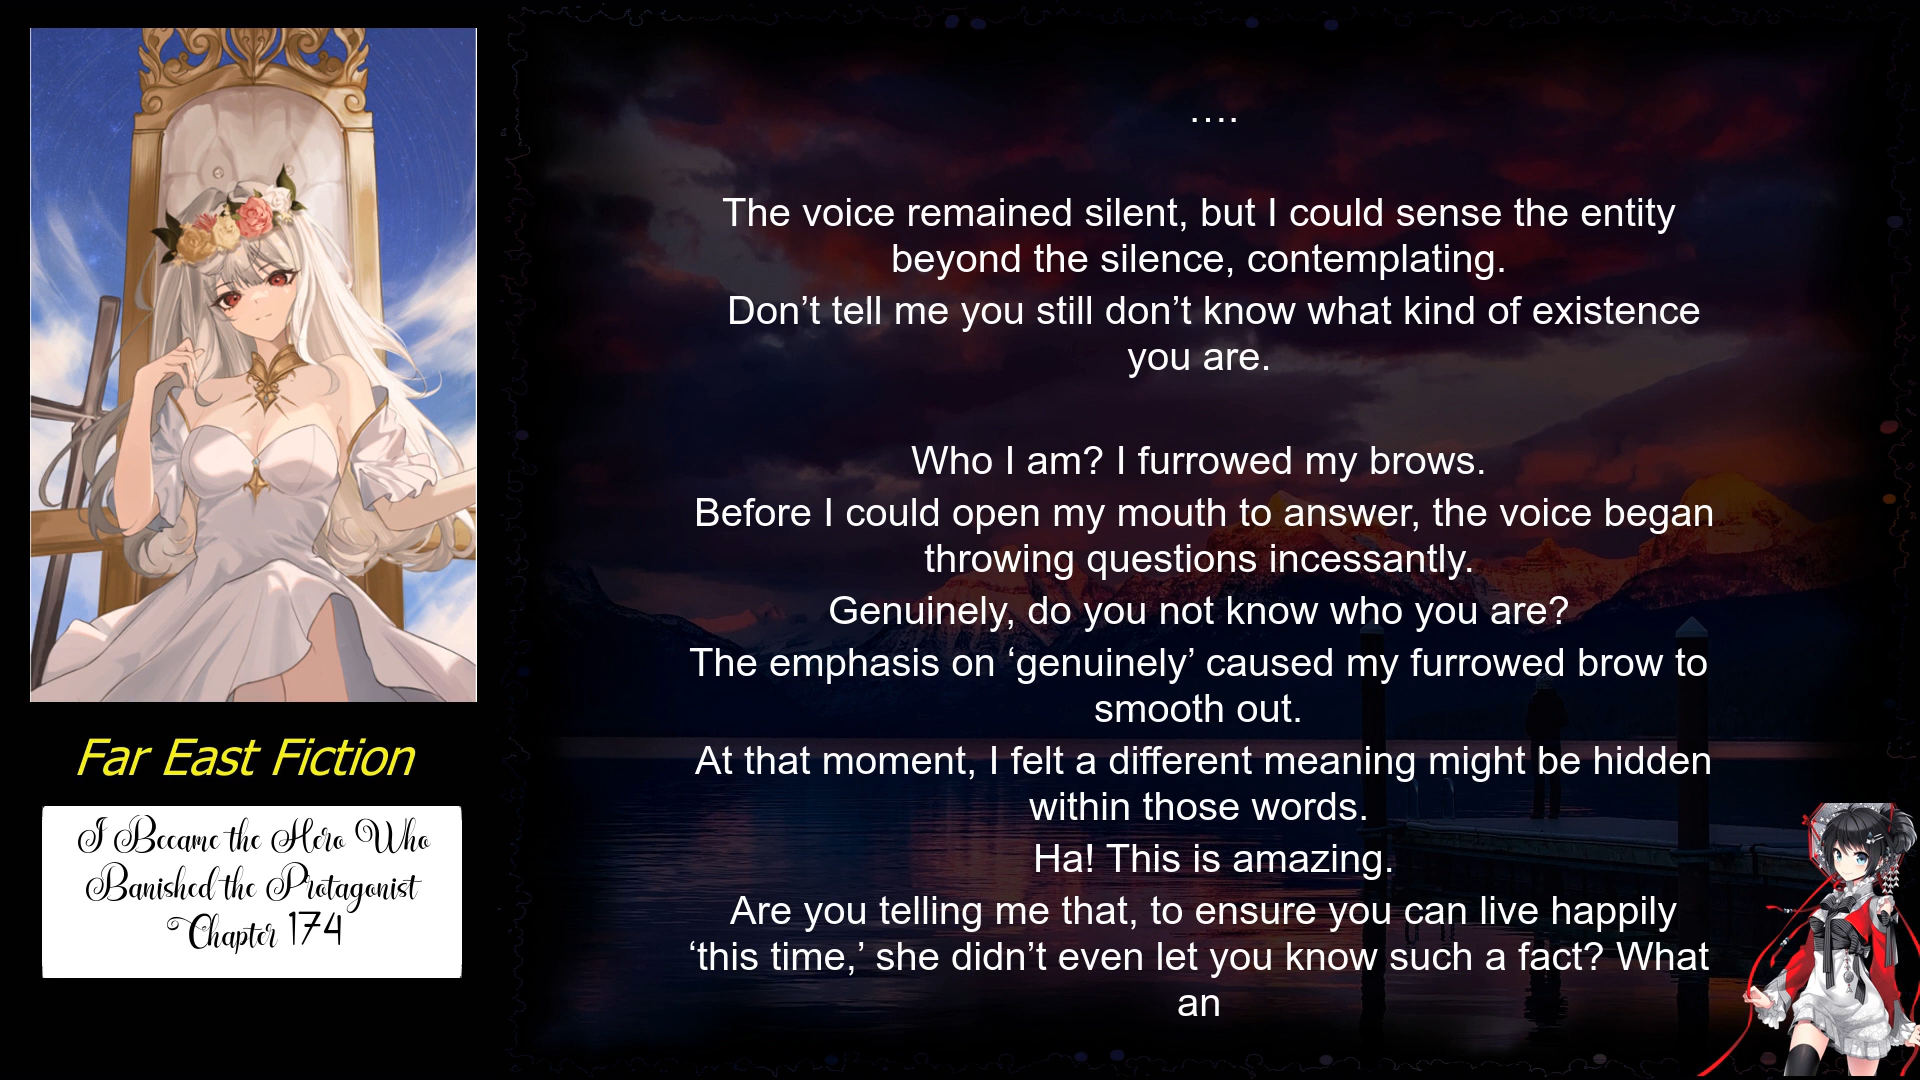 ….
The voice remained silent, but I could sense the entity
beyond the silence, contemplating.
Don’t tell me you still don’t know what kind of existence
you are.
Who I am? I furrowed my brows.
Before I could open my mouth to answer, the voice began
throwing questions incessantly.
Genuinely, do you not know who you are?
The emphasis on ‘genuinely’ caused my furrowed brow to
smooth out.
At that moment, I felt a different meaning might be hidden
within those words.
Ha! This is amazing.
Are you telling me that, to ensure you can live happily
‘this time,’ she didn’t even let you know such a fact? What
an
Far East Fiction
I Became the Hero Who
Banished the Protagonist
Chapter 174